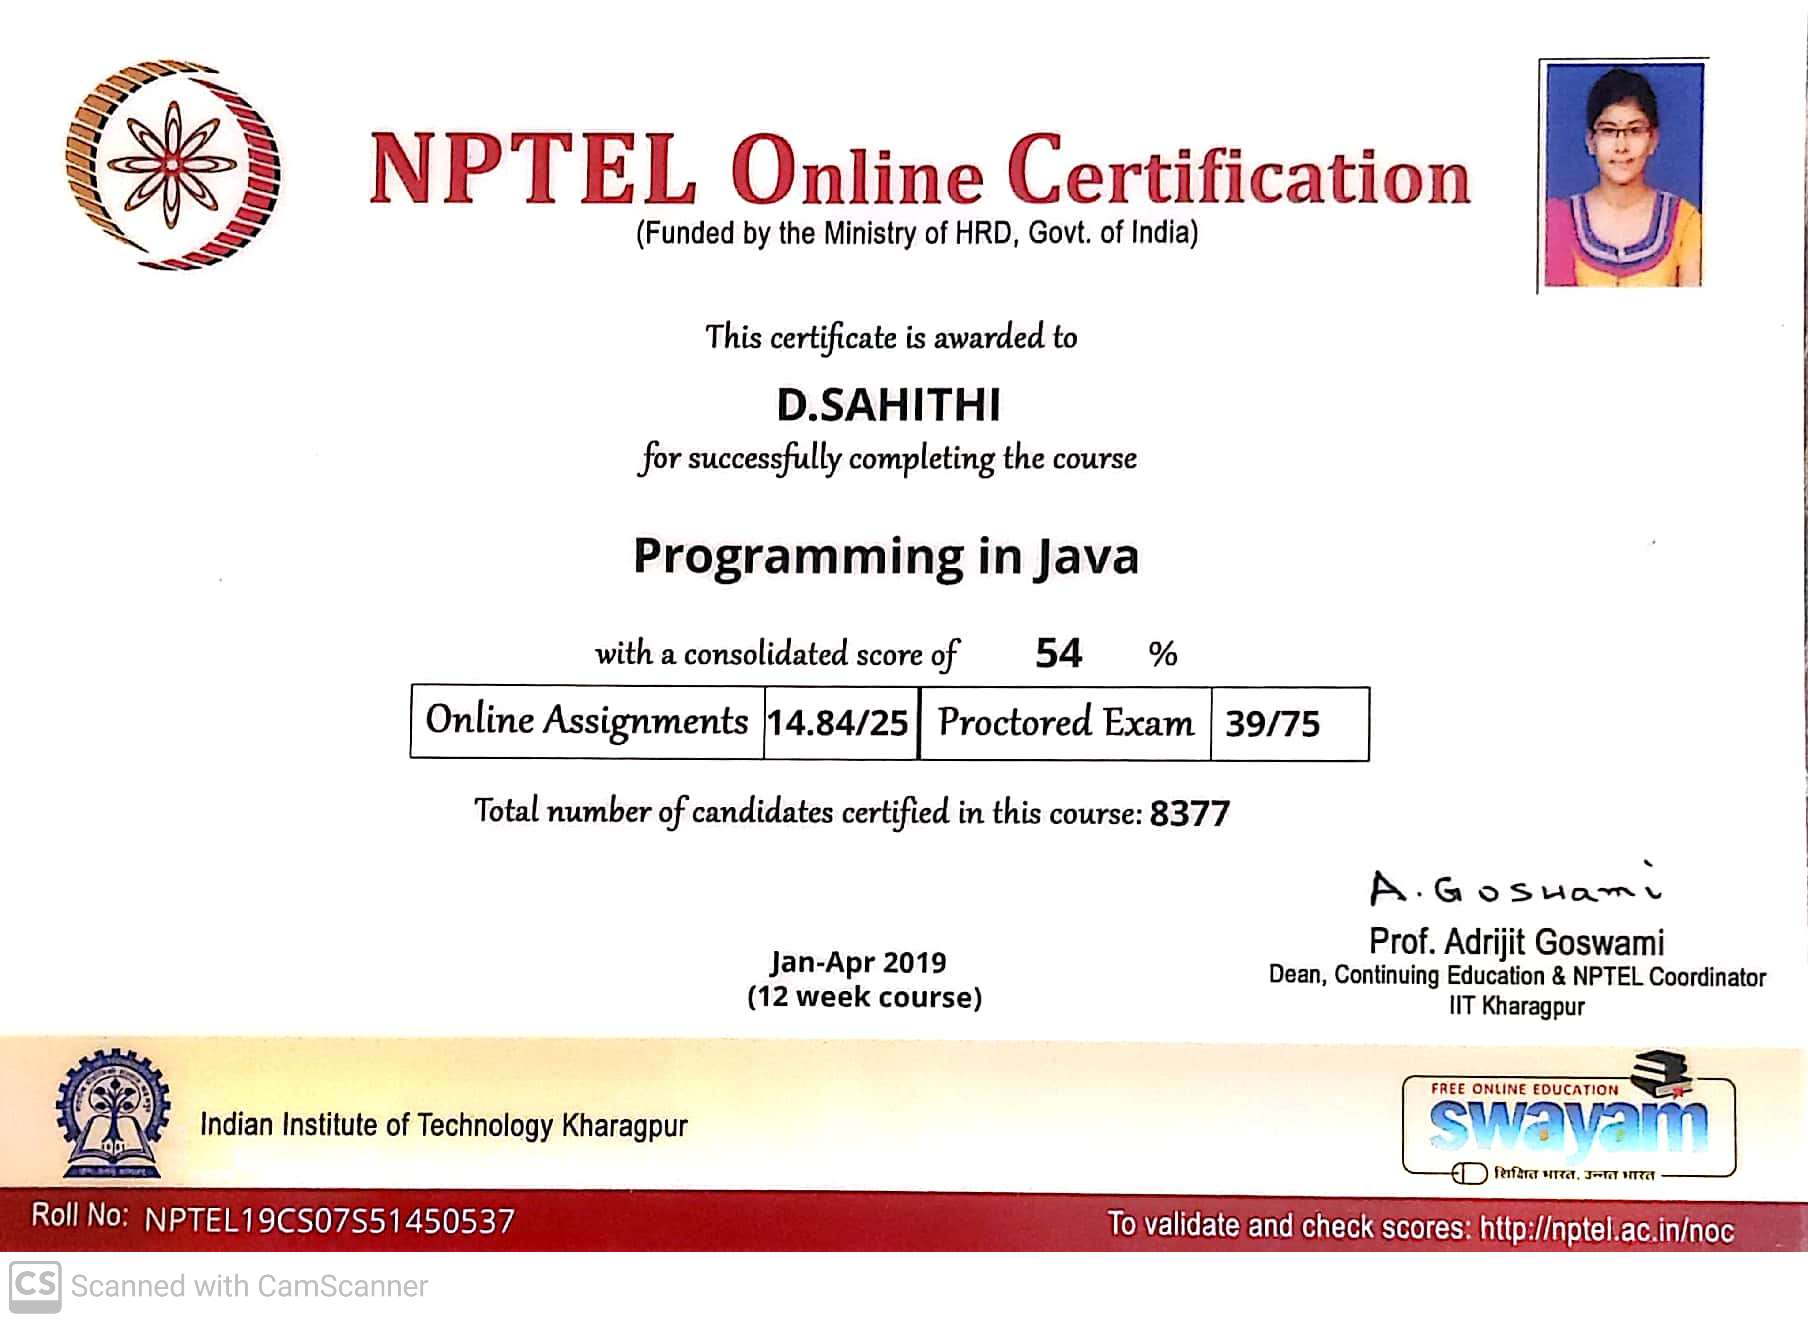 NPTEL Online Certification
(Funded by the Ministry of HRD, Govt. of India)
This certificate is awarded to
D.SAHITHI
for successfully completing the course
Programming in Java
with a consolidated score of 54 %
Online Assignments 14.84/25 Proctored Exam 39/75
Total number of candidates certified in this course: 8377
A. Goswami
Prof. Adrijit Goswami
Dean, Continuing Education & NPTEL Coordinator
IIT Kharagpur
Jan-Apr 2019
(12 week course)
Indian Institute of Technology Kharagpur
FREE ONLINE EDUCATION
swayam
शिक्षित भारत, उन्नत भारत
Roll No: NPTEL19CS07S51450537
To validate and check scores: http://nptel.ac.in/noc
CS Scanned with CamScanner